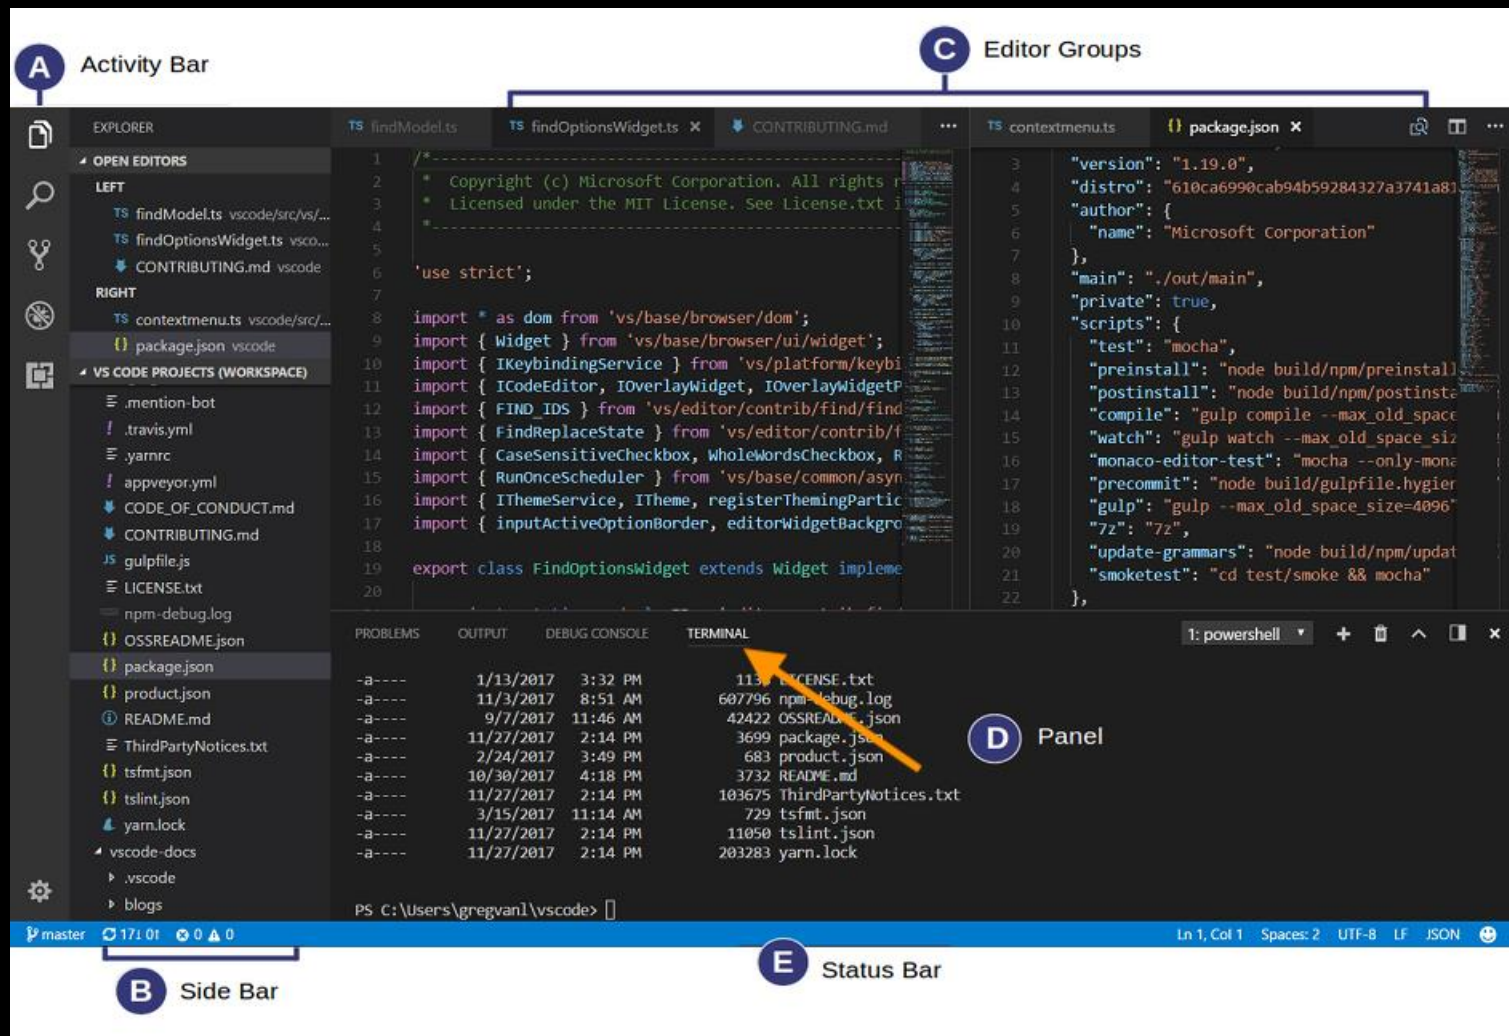 A Activity Bar
C Editor Groups
EXPLORER
OPEN EDITORS
LEFT
TS findModel.ts vscode/src/vs/...
TS findOptionsWidget.ts vsco...
CONTRIBUTING.md vscode
RIGHT
TS contextmenu.ts vscode/src/...
{} package.json vscode
VS CODE PROJECTS (WORKSPACE)
.mention-bot
! .travis.yml
.yarnrc
! appveyor.yml
CODE_OF_CONDUCT.md
CONTRIBUTING.md
JS gulpfile.js
LICENSE.txt
npm-debug.log
{} OSSREADME.json
{} package.json
{} product.json
README.md
ThirdPartyNotices.txt
{} tsfmt.json
{} tslint.json
yarn.lock
vscode-docs
.vscode
blogs
TS findModel.ts TS findOptionsWidget.ts × CONTRIBUTING.md ...
1 /*---------------------------------------------
2 * Copyright (c) Microsoft Corporation. All rights r
3 * Licensed under the MIT License. See License.txt i
4 *---------------------------------------------
5
6 'use strict';
7
8 import * as dom from 'vs/base/browser/dom';
9 import { Widget } from 'vs/base/browser/ui/widget';
10 import { IKeybindingService } from 'vs/platform/keybi
11 import { ICodeEditor, IOverlayWidget, IOverlayWidgetP
12 import { FIND_IDS } from 'vs/editor/contrib/find/find
13 import { FindReplaceState } from 'vs/editor/contrib/f
14 import { CaseSensitiveCheckbox, WholeWordsCheckbox, R
15 import { RunOnceScheduler } from 'vs/base/common/asyn
16 import { IThemeService, ITheme, registerThemingPartic
17 import { inputActiveOptionBorder, editorWidgetBackgro
18
19 export class FindOptionsWidget extends Widget impleme
20
TS contextmenu.ts {} package.json × ...
3 "version": "1.19.0",
4 "distro": "610ca6990cab94b59284327a3741a81
5 "author": {
6 "name": "Microsoft Corporation"
7 },
8 "main": "./out/main",
9 "private": true,
10 "scripts": {
11 "test": "mocha",
12 "preinstall": "node build/npm/preinstall
13 "postinstall": "node build/npm/postinsta
14 "compile": "gulp compile --max_old_space
15 "watch": "gulp watch --max_old_space_siz
16 "monaco-editor-test": "mocha --only-mona
17 "precommit": "node build/gulpfile.hygien
18 "gulp": "gulp --max_old_space_size=4096"
19 "7z": "7z",
20 "update-grammars": "node build/npm/updat
21 "smoketest": "cd test/smoke && mocha"
22 },
PROBLEMS OUTPUT DEBUG CONSOLE TERMINAL 1: powershell
-a---- 1/13/2017 3:32 PM LICENSE.txt
-a---- 11/3/2017 8:51 AM 607796 npm-debug.log
-a---- 9/7/2017 11:46 AM 42422 OSSREADME.json
-a---- 11/27/2017 2:14 PM 3699 package.json
-a---- 2/24/2017 3:49 PM 683 product.json
-a---- 10/30/2017 4:18 PM 3732 README.md
-a---- 11/27/2017 2:14 PM 103675 ThirdPartyNotices.txt
-a---- 3/15/2017 11:14 AM 729 tsfmt.json
-a---- 11/27/2017 2:14 PM 11050 tslint.json
-a---- 11/27/2017 2:14 PM 203283 yarn.lock
PS C:\Users\gregvanl\vscode>
D Panel
master 17↓ 0↑ 0 0 Ln 1, Col 1 Spaces: 2 UTF-8 LF JSON
B Side Bar
E Status Bar